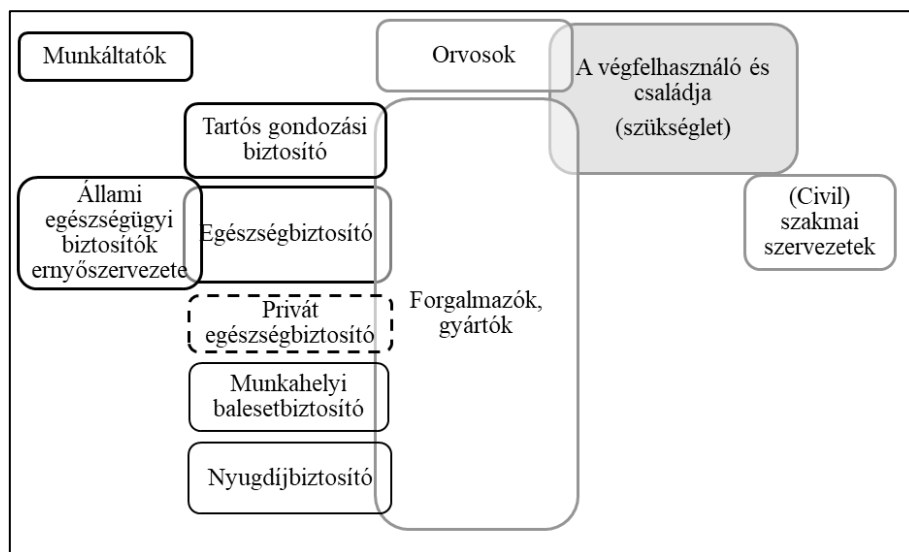 Munkáltatók
Orvosok
A végfelhasználó és
családja
(szükséglet)
Tartós gondozási
biztosító
Állami
egészségügyi
biztosítók
ernyőszervezete
Egészségbiztosító
(Civil)
szakmai
szervezetek
Privát
egészségbiztosító
Forgalmazók,
gyártók
Munkahelyi
balesetbiztosító
Nyugdíjbiztosító